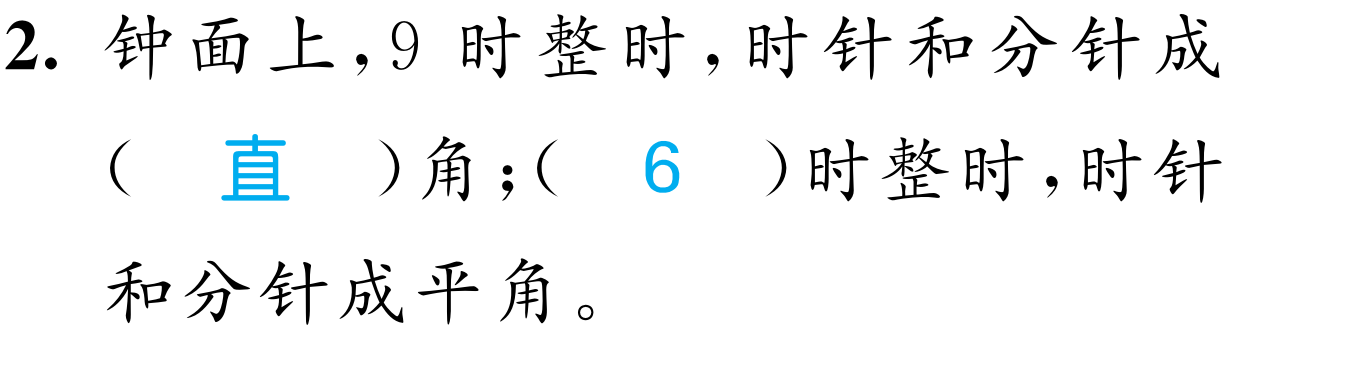 2. 钟面上,9 时整时,时针和分针成
( 直 )角;( 6 )时整时,时针
和分针成平角。